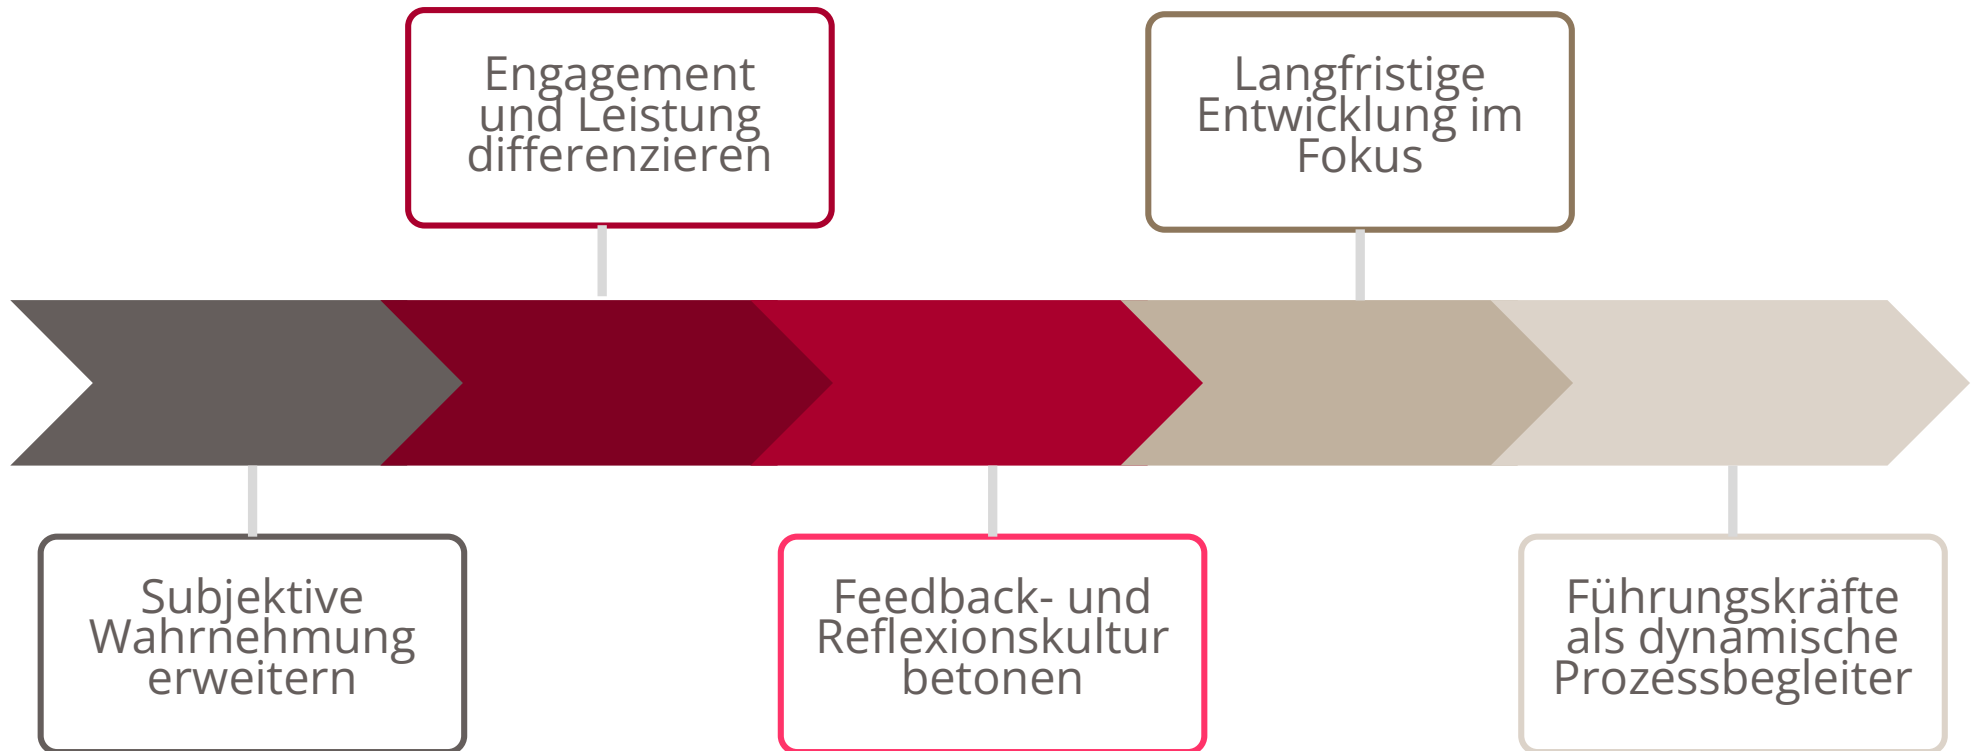 Engagement
und Leistung
differenzieren
Langfristige
Entwicklung im
Fokus
Subjektive
Wahrnehmung
erweitern
Feedback- und
Reflexionskultur
betonen
Führungskräfte
als dynamische
Prozessbegleiter